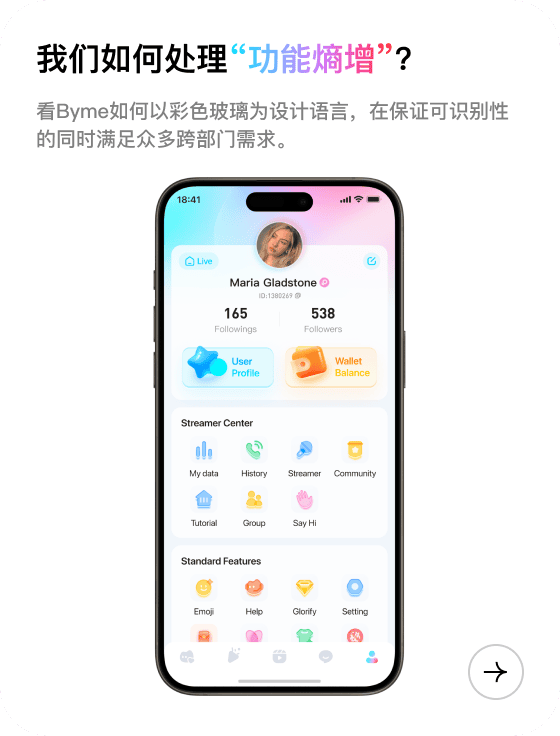 我们如何处理“功能熵增”?
看Byme如何以彩色玻璃为设计语言，在保证可识别性
的同时满足众多跨部门需求。
18:41
Live
Maria Gladstone
ID:1380269
165 538
Followings Followers
User Wallet
Profile Balance
Streamer Center
My data History Streamer Community
Tutorial Group Say Hi
Standard Features
Emoji Help Glorify Setting